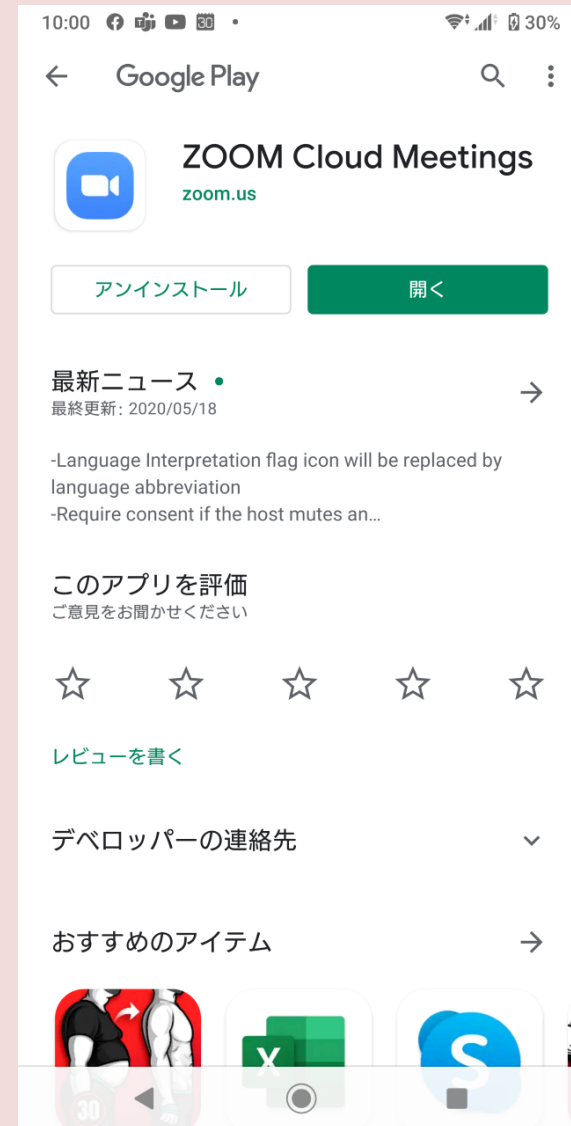 10:00 30 30%
Google Play
ZOOM Cloud Meetings
zoom.us
アンインストール 開く
最新ニュース
最終更新: 2020/05/18
-Language Interpretation flag icon will be replaced by
language abbreviation
-Require consent if the host mutes an…
このアプリを評価
ご意見をお聞かせください
レビューを書く
デベロッパーの連絡先
おすすめのアイテム
X S
30